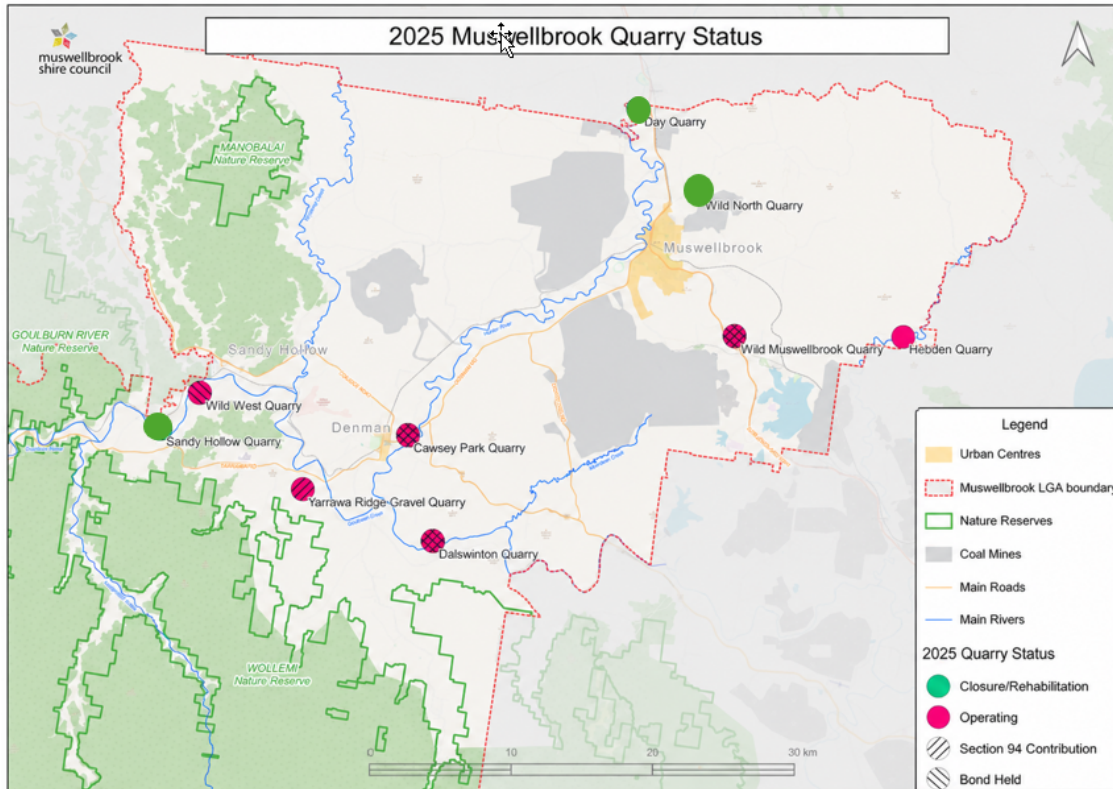 2025 Muswellbrook Quarry Status
muswellbrook
shire council
Day Quarry
MANOBALAI
Nature Reserve
Wild North Quarry
Muswellbrook
GOULBURN RIVER
Nature Reserve
Sandy Hollow
Hunter River
Wild Muswellbrook Quarry
Hebden Quarry
Wild West Quarry
Denman
Sandy Hollow Quarry
Cawsey Park Quarry
Yarrawa Ridge Gravel Quarry
Dalswinton Quarry
WOLLEMI
Nature Reserve
0 10 20 30 km
Legend
Urban Centres
Muswellbrook LGA boundary
Nature Reserves
Coal Mines
Main Roads
Main Rivers
2025 Quarry Status
Closure/Rehabilitation
Operating
Section 94 Contribution
Bond Held